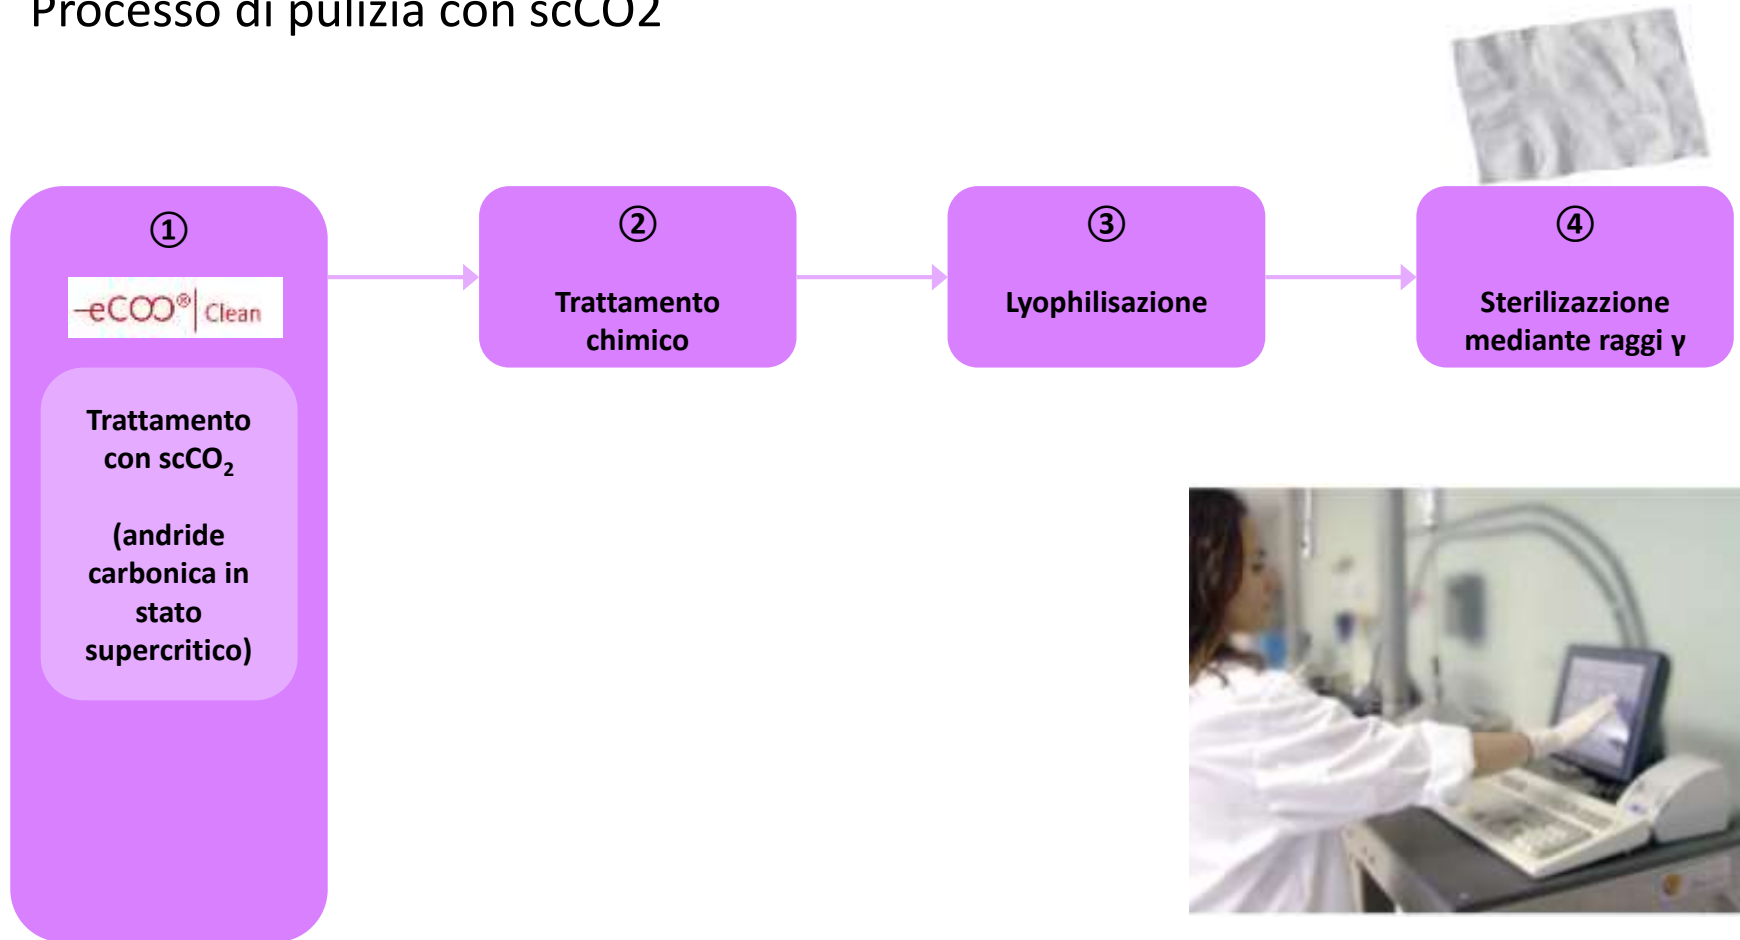 Processo di pulizia con scCO2
①
eCOO® | Clean
Trattamento
con scCO₂
(andride
carbonica in
stato
supercritico)
②
Trattamento
chimico
③
Lyophilisazione
④
Sterilizazzione
mediante raggi γ